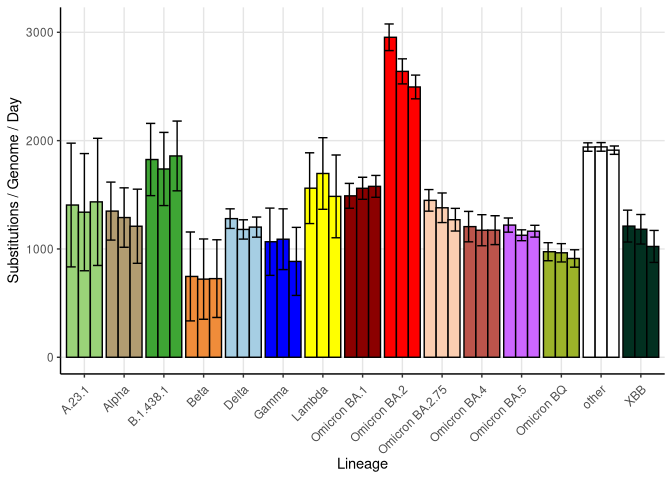 Substitutions / Genome / Day
3000
2000
1000
0
A.23.1
Alpha
B.1.438.1
Beta
Delta
Gamma
Lambda
Omicron BA.1
Omicron BA.2
Omicron BA.2.75
Omicron BA.4
Omicron BA.5
Omicron BQ
other
XBB
Lineage